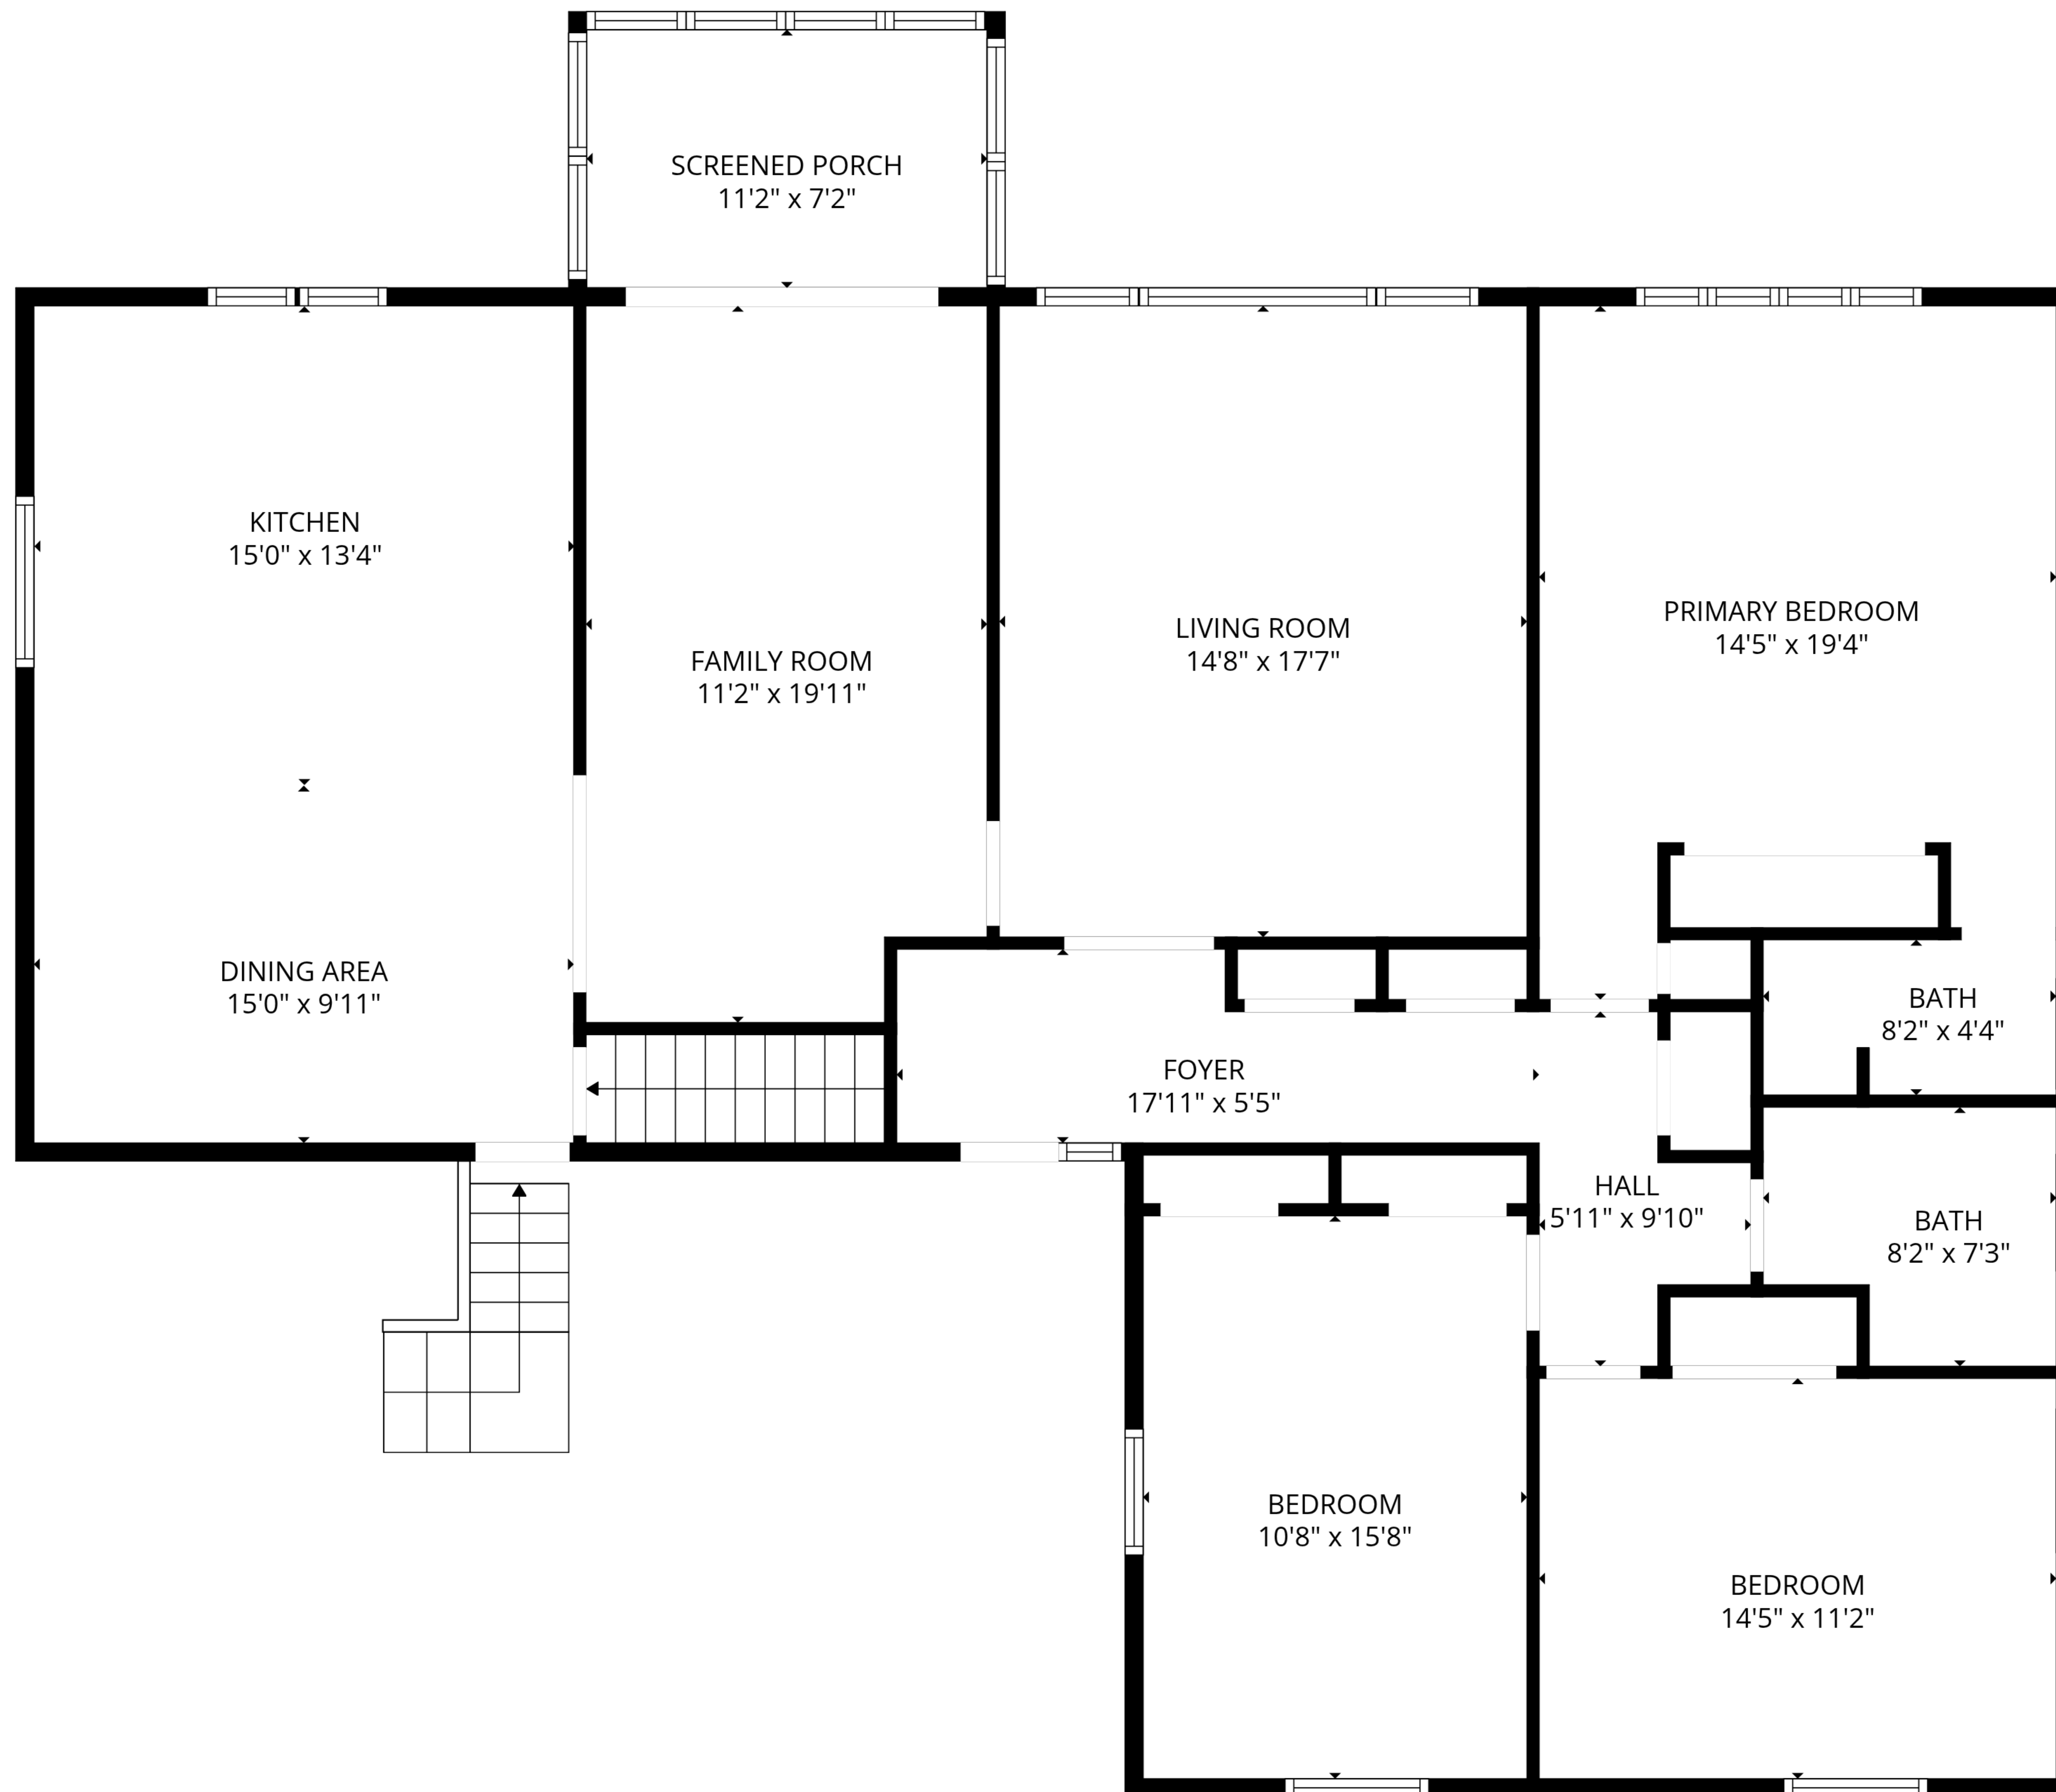 SCREENED PORCH
11'2" x 7'2"
KITCHEN
15'0" x 13'4"
FAMILY ROOM
11'2" x 19'11"
LIVING ROOM
14'8" x 17'7"
PRIMARY BEDROOM
14'5" x 19'4"
DINING AREA
15'0" x 9'11"
BATH
8'2" x 4'4"
FOYER
17'11" x 5'5"
HALL
5'11" x 9'10"
BATH
8'2" x 7'3"
BEDROOM
10'8" x 15'8"
BEDROOM
14'5" x 11'2"